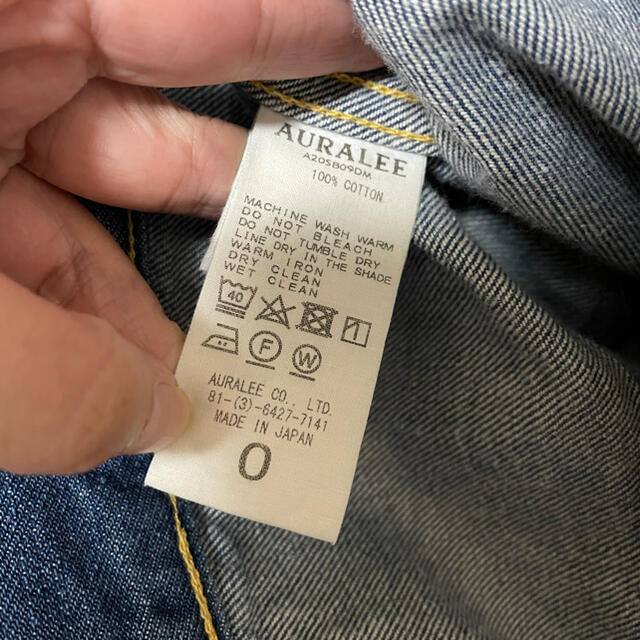 AURALEE
A20SB09DM
100% COTTON
MACHINE WASH WARM
DO NOT BLEACH
DO NOT TUMBLE DRY
LINE DRY IN THE SHADE
WARM IRON
DRY CLEAN
WET CLEAN
40
F W
AURALEE CO., LTD.
81-(3)-6427-7141
MADE IN JAPAN
0